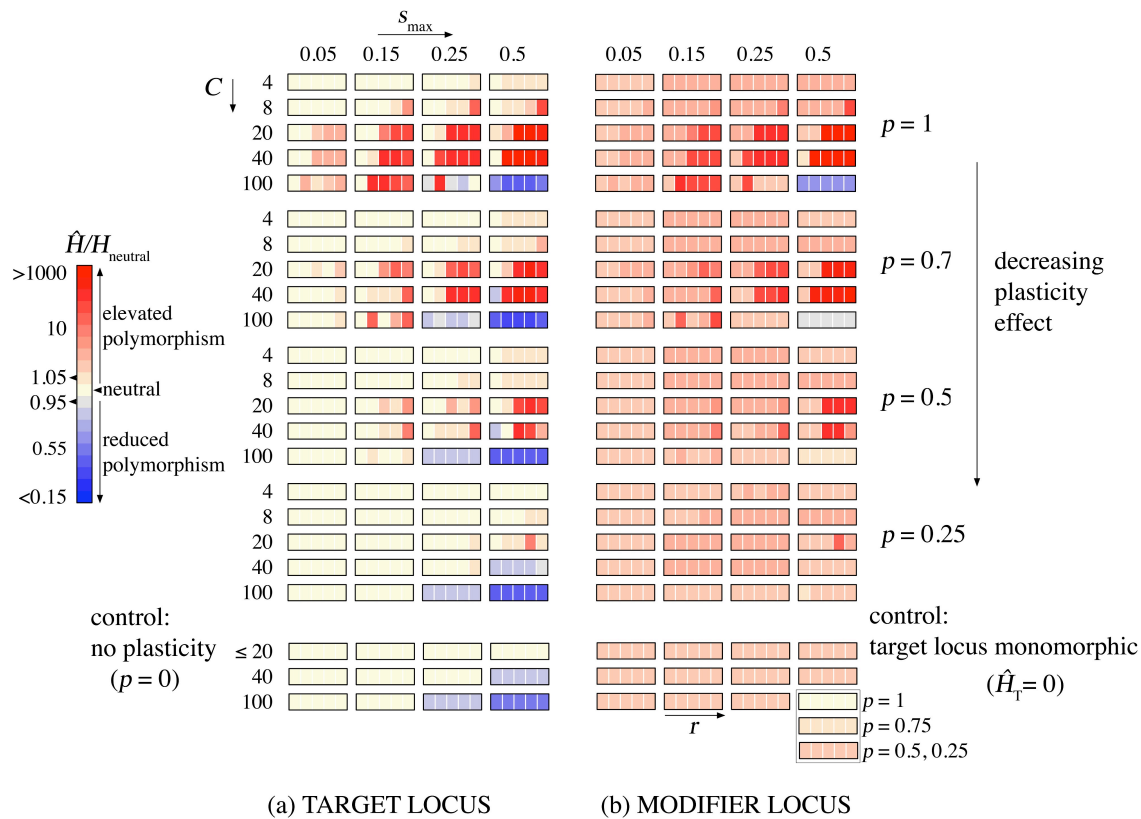 s_max
0.05 0.15 0.25 0.5 0.05 0.15 0.25 0.5
C
4
8
20
40
100
p = 1
4
8
20
40
100
p = 0.7
4
8
20
40
100
p = 0.5
4
8
20
40
100
p = 0.25
decreasing
plasticity
effect
Ĥ/H_neutral
>1000
10
1.05
0.95
0.55
<0.15
elevated
polymorphism
neutral
reduced
polymorphism
control:
no plasticity
(p = 0)
≤ 20
40
100
control:
target locus monomorphic
(Ĥ_T = 0)
p = 1
p = 0.75
p = 0.5, 0.25
r
(a) TARGET LOCUS
(b) MODIFIER LOCUS